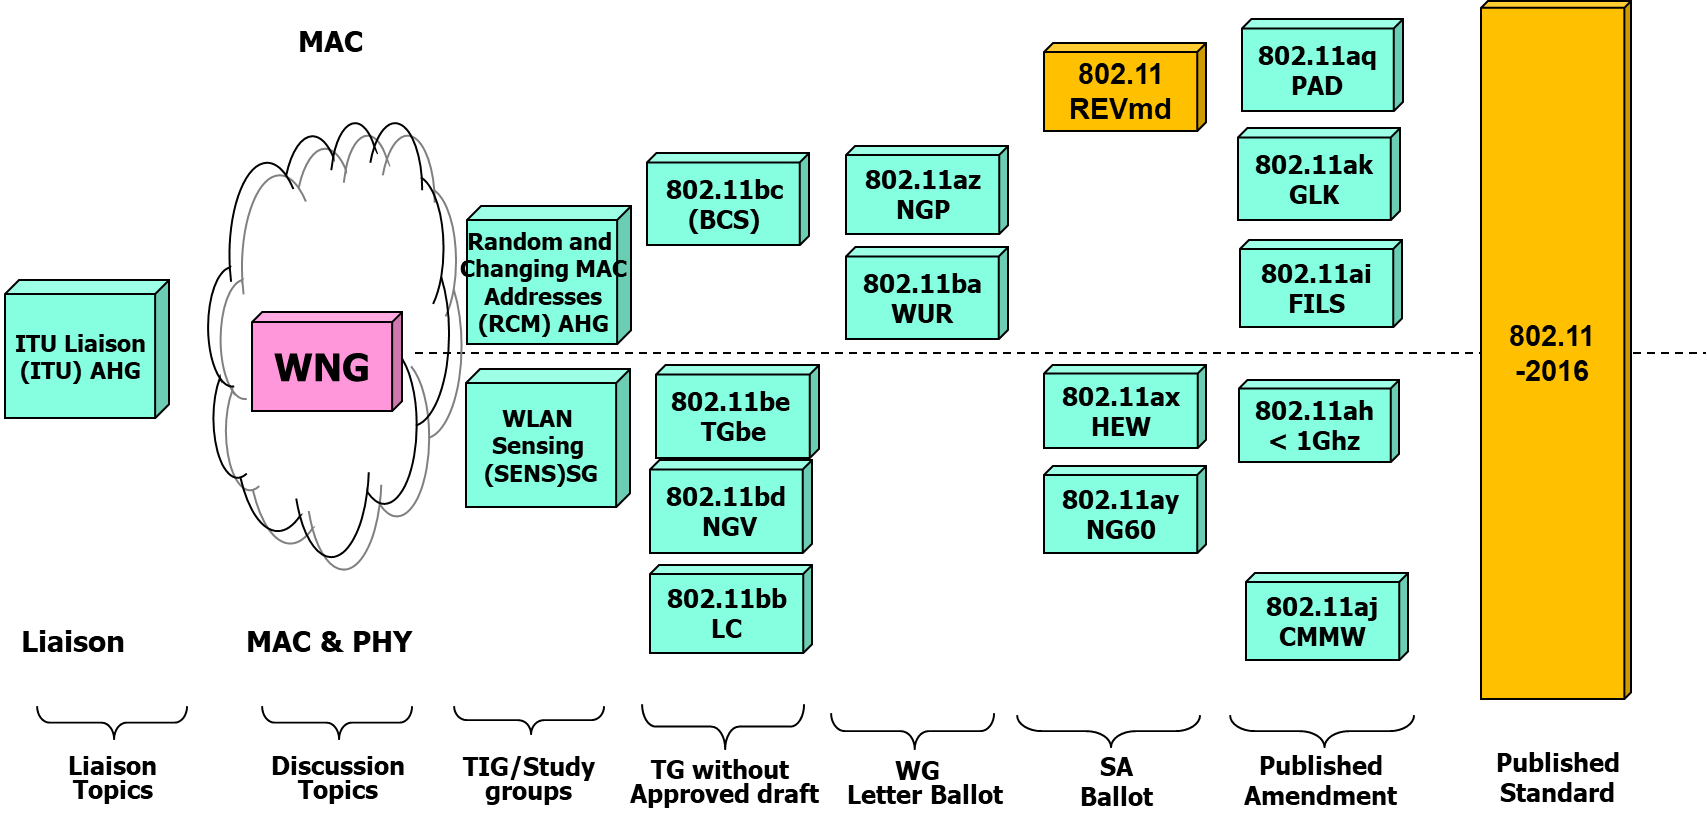 MAC
802.11
REVmd
802.11aq
PAD
802.11bc
(BCS)
802.11az
NGP
802.11ak
GLK
Random and
Changing MAC
Addresses
(RCM) AHG
802.11ba
WUR
802.11ai
FILS
ITU Liaison
(ITU) AHG
WNG
802.11
-2016
WLAN
Sensing
(SENS)SG
802.11be
TGbe
802.11ax
HEW
802.11ah
< 1Ghz
802.11bd
NGV
802.11ay
NG60
802.11bb
LC
802.11aj
CMMW
Liaison
MAC & PHY
Liaison
Topics
Discussion
Topics
TIG/Study
groups
TG without
Approved draft
WG
Letter Ballot
SA
Ballot
Published
Amendment
Published
Standard